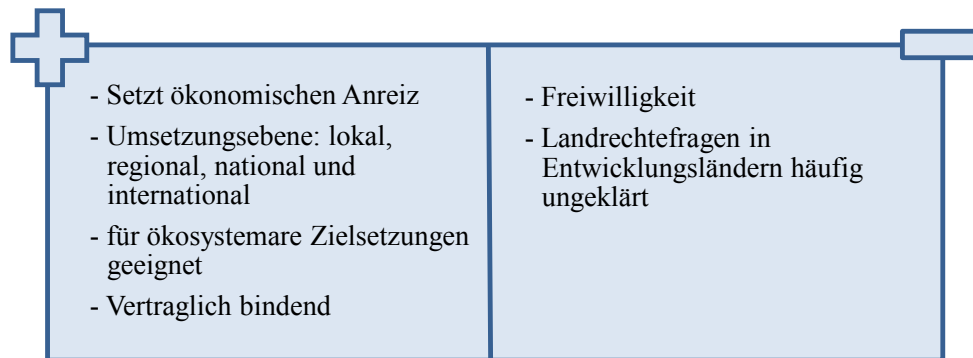 - Setzt ökonomischen Anreiz
- Umsetzungsebene: lokal,
regional, national und
international
- für ökosystemare Zielsetzungen
geeignet
- Vertraglich bindend
- Freiwilligkeit
- Landrechtefragen in
Entwicklungsländern häufig
ungeklärt